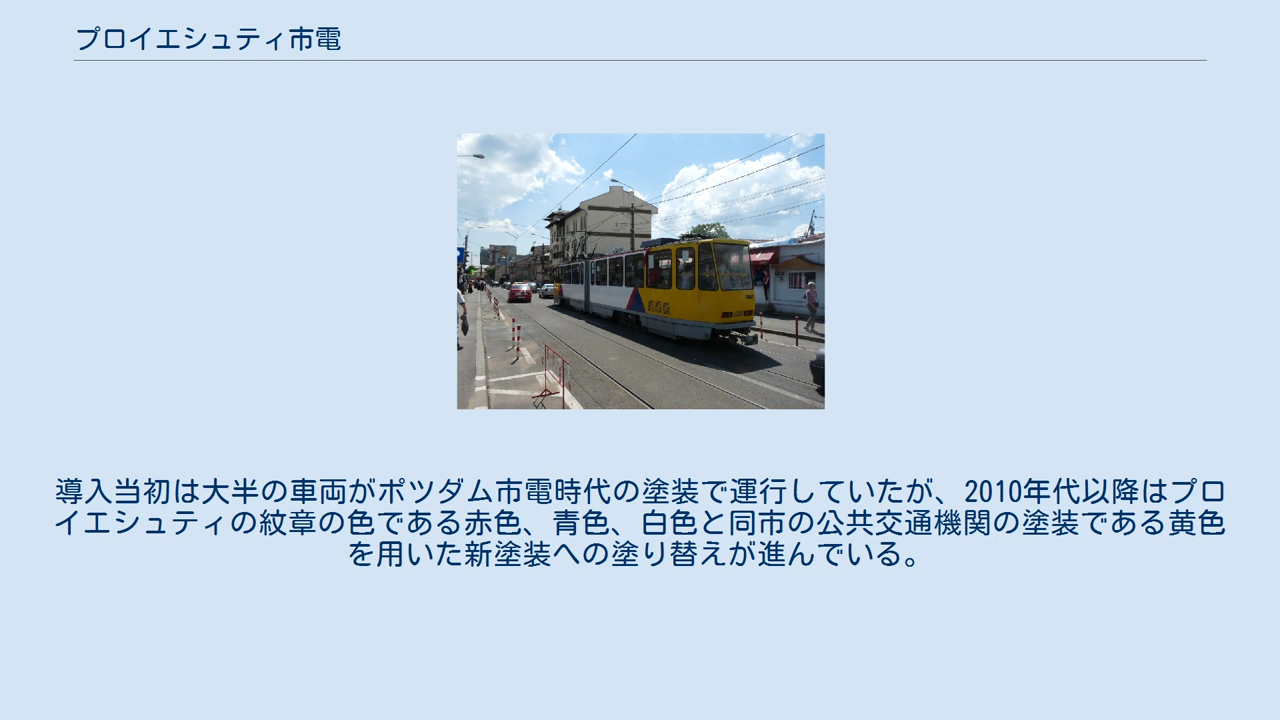 プロイエシュティ市電
導入当初は大半の車両がポツダム市電時代の塗装で運行していたが、2010年代以降はプロ
イエシュティの紋章の色である赤色、青色、白色と同市の公共交通機関の塗装である黄色
を用いた新塗装への塗り替えが進んでいる。